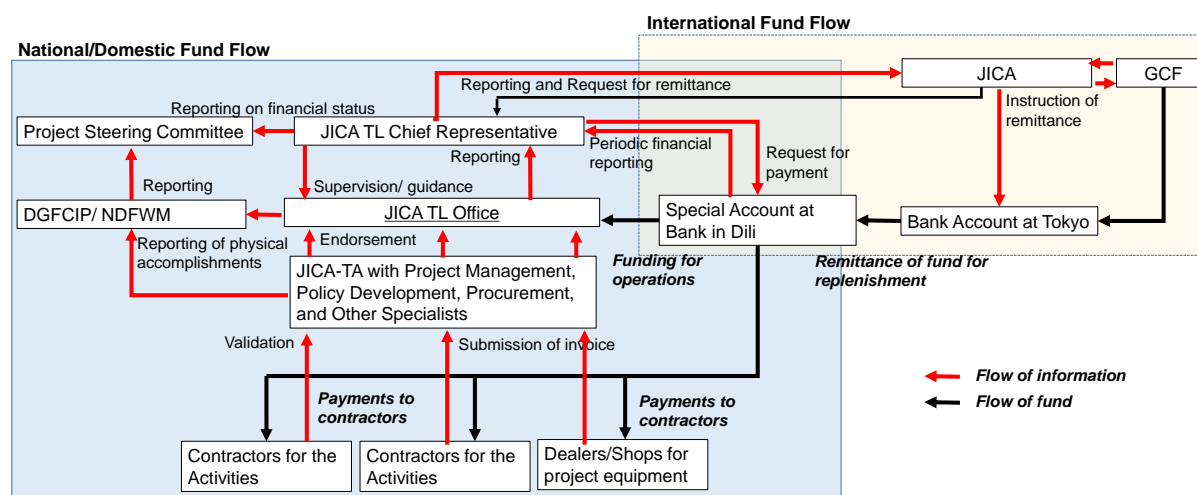 International Fund Flow
National/Domestic Fund Flow
JICA
GCF
Reporting and Request for remittance
Instruction of
remittance
Reporting on financial status
Project Steering Committee
JICA TL Chief Representative
Periodic financial
reporting
Request for
payment
Reporting
Reporting
Supervision/ guidance
DGFCIP/ NDFWM
JICA TL Office
Special Account at
Bank in Dili
Bank Account at Tokyo
Endorsement
Reporting of physical
accomplishments
Funding for
operations
Remittance of fund for
replenishment
JICA-TA with Project Management,
Policy Development, Procurement,
and Other Specialists
Validation
Submission of invoice
Flow of information
Flow of fund
Payments to
contractors
Payments to
contractors
Contractors for the
Activities
Contractors for the
Activities
Dealers/Shops for
project equipment